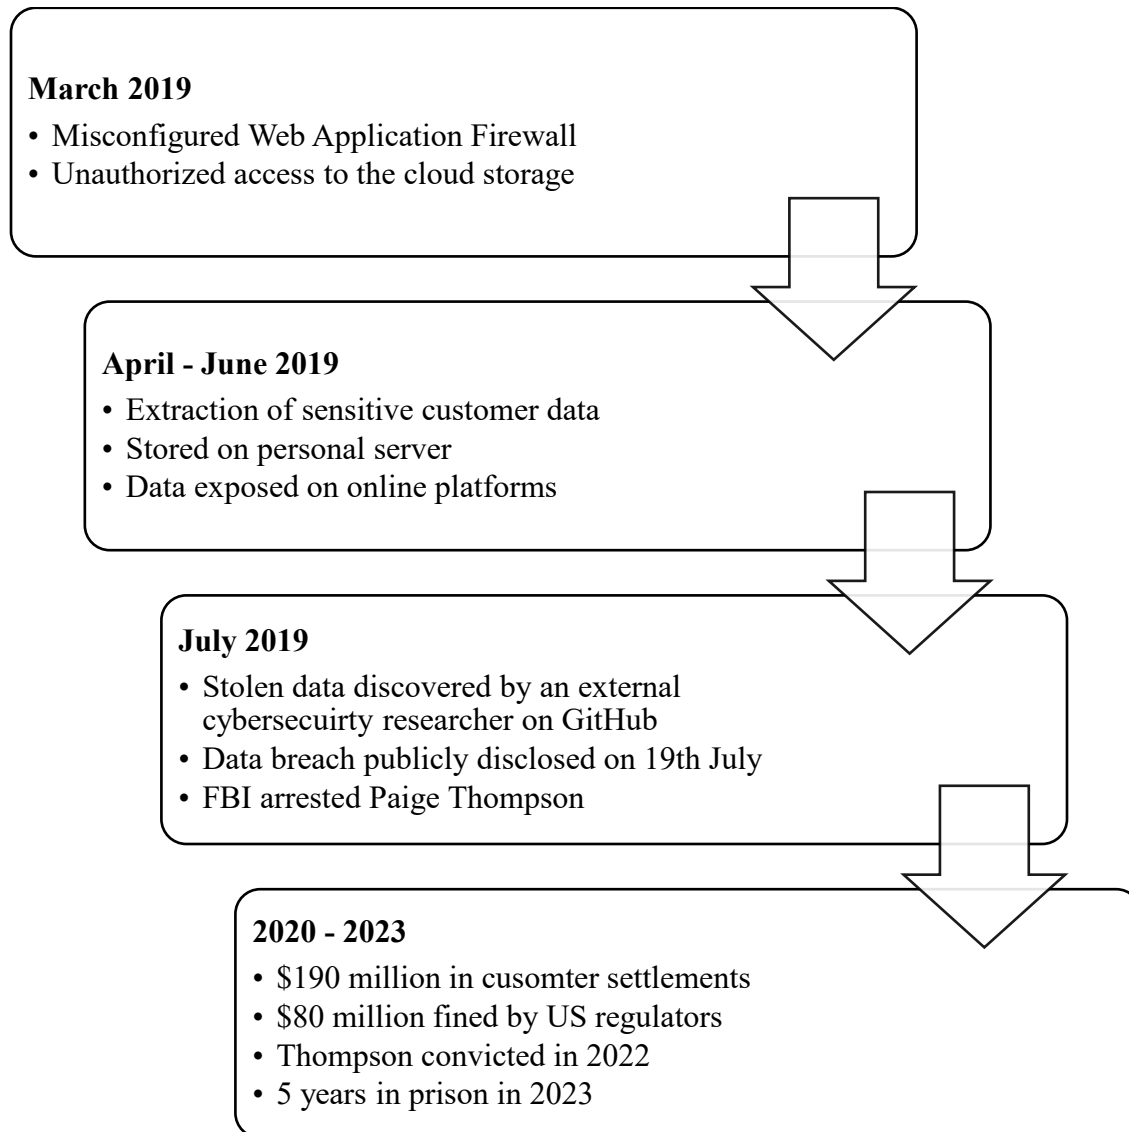 March 2019
• Misconfigured Web Application Firewall
• Unauthorized access to the cloud storage
April - June 2019
• Extraction of sensitive customer data
• Stored on personal server
• Data exposed on online platforms
July 2019
• Stolen data discovered by an external
cybersecuirty researcher on GitHub
• Data breach publicly disclosed on 19th July
• FBI arrested Paige Thompson
2020 - 2023
• $190 million in cusomter settlements
• $80 million fined by US regulators
• Thompson convicted in 2022
• 5 years in prison in 2023